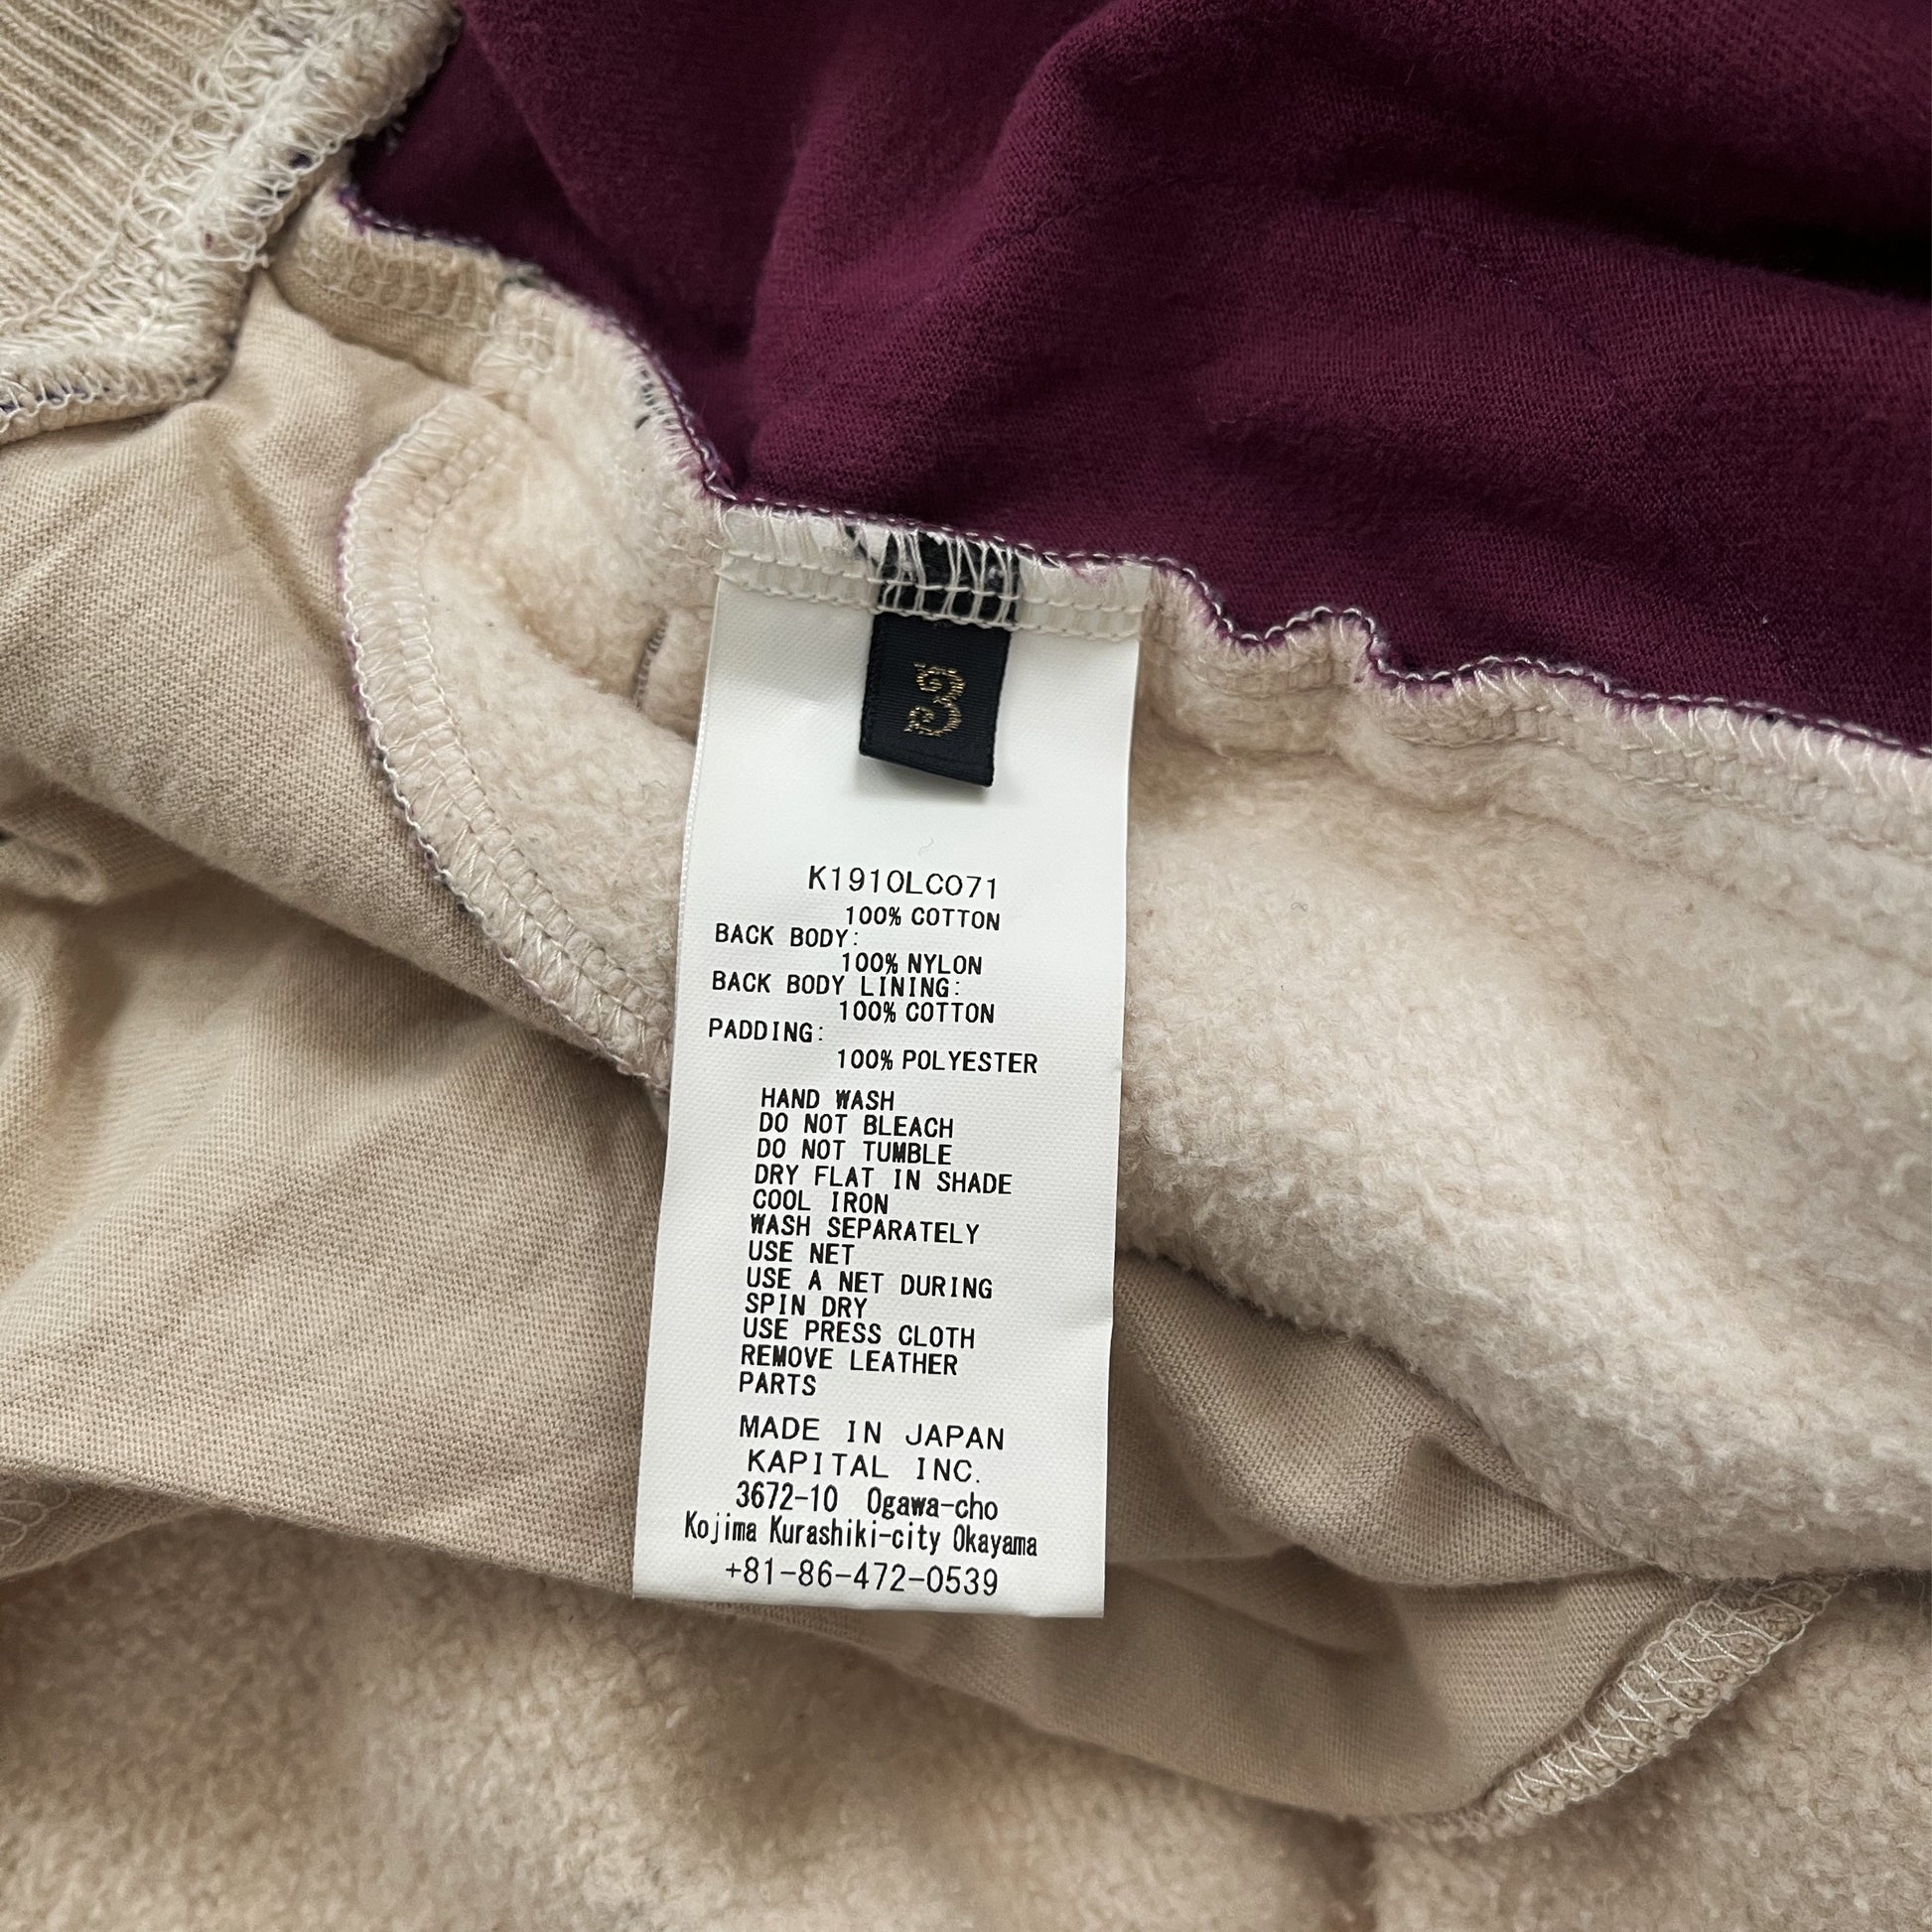 3
K1910LC071
100% COTTON
BACK BODY:
100% NYLON
BACK BODY LINING:
100% COTTON
PADDING:
100% POLYESTER
HAND WASH
DO NOT BLEACH
DO NOT TUMBLE
DRY FLAT IN SHADE
COOL IRON
WASH SEPARATELY
USE NET
USE A NET DURING
SPIN DRY
USE PRESS CLOTH
REMOVE LEATHER
PARTS
MADE IN JAPAN
KAPITAL INC.
3672-10 Ogawa-cho
Kojima Kurashiki-city Okayama
+81-86-472-0539